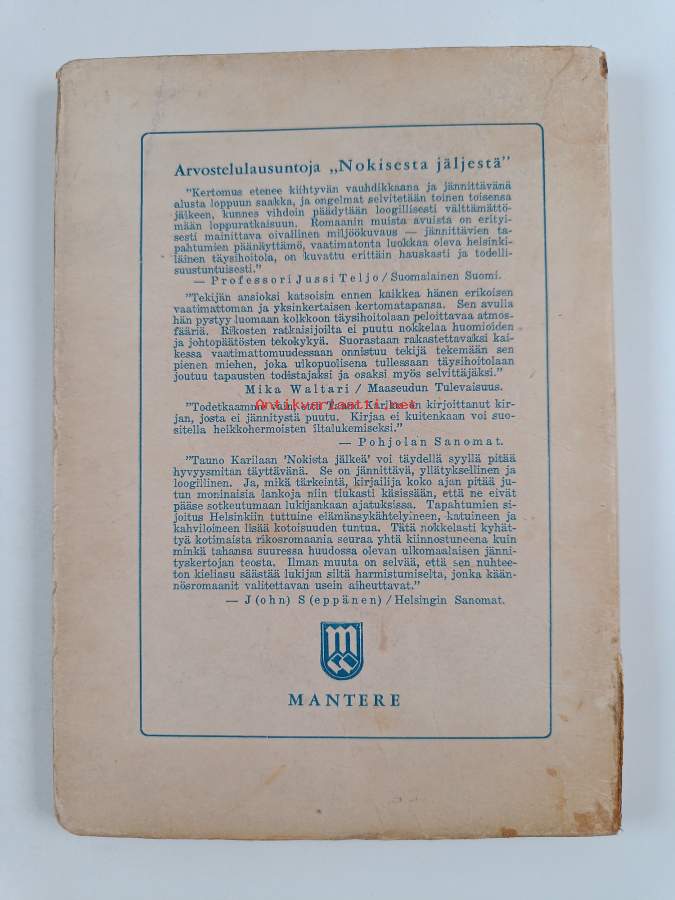 Arvostelulausuntoja „Nokisesta jäljestä"
"Kertomus etenee kiihtyvän vauhdikkaana ja jännittävänä
alusta loppuun saakka, ja ongelmat selvitetään toinen toisensa
jälkeen, kunnes vihdoin päädytään loogillisesti välttämättö-
mään loppuratkaisuun. Romaanin muista avuista on erityi-
sesti mainittava oivallinen miljöökuvaus — jännittävien ta-
pahtumien päänäyttämö, vaatimatonta luokkaa oleva helsinki-
läinen täysihoitola, on kuvattu erittäin hauskasti ja todelli-
suustuntuisesti."
— Professori Jussi Teljo/Suomalainen Suomi.
"Tekijän ansioksi katsoisin ennen kaikkea hänen erikoisen
vaatimattoman ja yksinkertaisen kertomatapansa. Sen avulla
hän pystyy luomaan kolkkoon täysihoitolaan peloittavaa atmos-
fääriä. Rikosten ratkaisijoilta ei puutu nokkelaa huomioiden
ja johtopäätösten tekokykyä. Suorastaan rakastettavaksi kai-
kessa vaatimattomuudessaan onnistuu tekijä tekemään sen
pienen miehen, joka ulkopuolisena tullessaan täysihoitolaan
joutuu tapausten todistajaksi ja osaksi myös selvittäjäksi."
Mika Waltari / Maaseudun Tulevaisuus.
Antikvariaatti.net
"Todetkaamme vain, että Tauno Karilas on kirjoittanut kir-
jan, josta ei jännitystä puutu. Kirjaa ei kuitenkaan voi suo-
sitella heikkohermoisten iltalukemiseksi."
— Pohjolan Sanomat.
"Tauno Karilaan 'Nokista jälkeä' voi täydellä syyllä pitää
hyvyysmitan täyttävänä. Se on jännittävä, yllätyksellinen ja
loogillinen. Ja, mikä tärkeintä, kirjailija koko ajan pitää ju-
tun moninaisia lankoja niin tiukasti käsissään, että ne eivät
pääse sotkeutumaan lukijankaan ajatuksissa. Tapahtumien si-
joitus Helsinkiin tuttuine elämänsykähtelyineen, katuineen ja
kahviloineen lisää kotoisuuden tuntua. Tätä nokkelasti kyhät-
tyä kotimaista rikosromaania seuraa yhtä kiinnostuneena kuin
minkä tahansa suuressa huudossa olevan ulkomaalaisen jänni-
tyskertojan teosta. Ilman muuta on selvää, että sen nuhtee-
ton kieliasu säästää lukijan siltä harmistumiselta, jonka kään-
nösromaanit valitettavan usein aiheuttavat."
— J(ohn) S(eppänen)/Helsingin Sanomat.
MANTERE